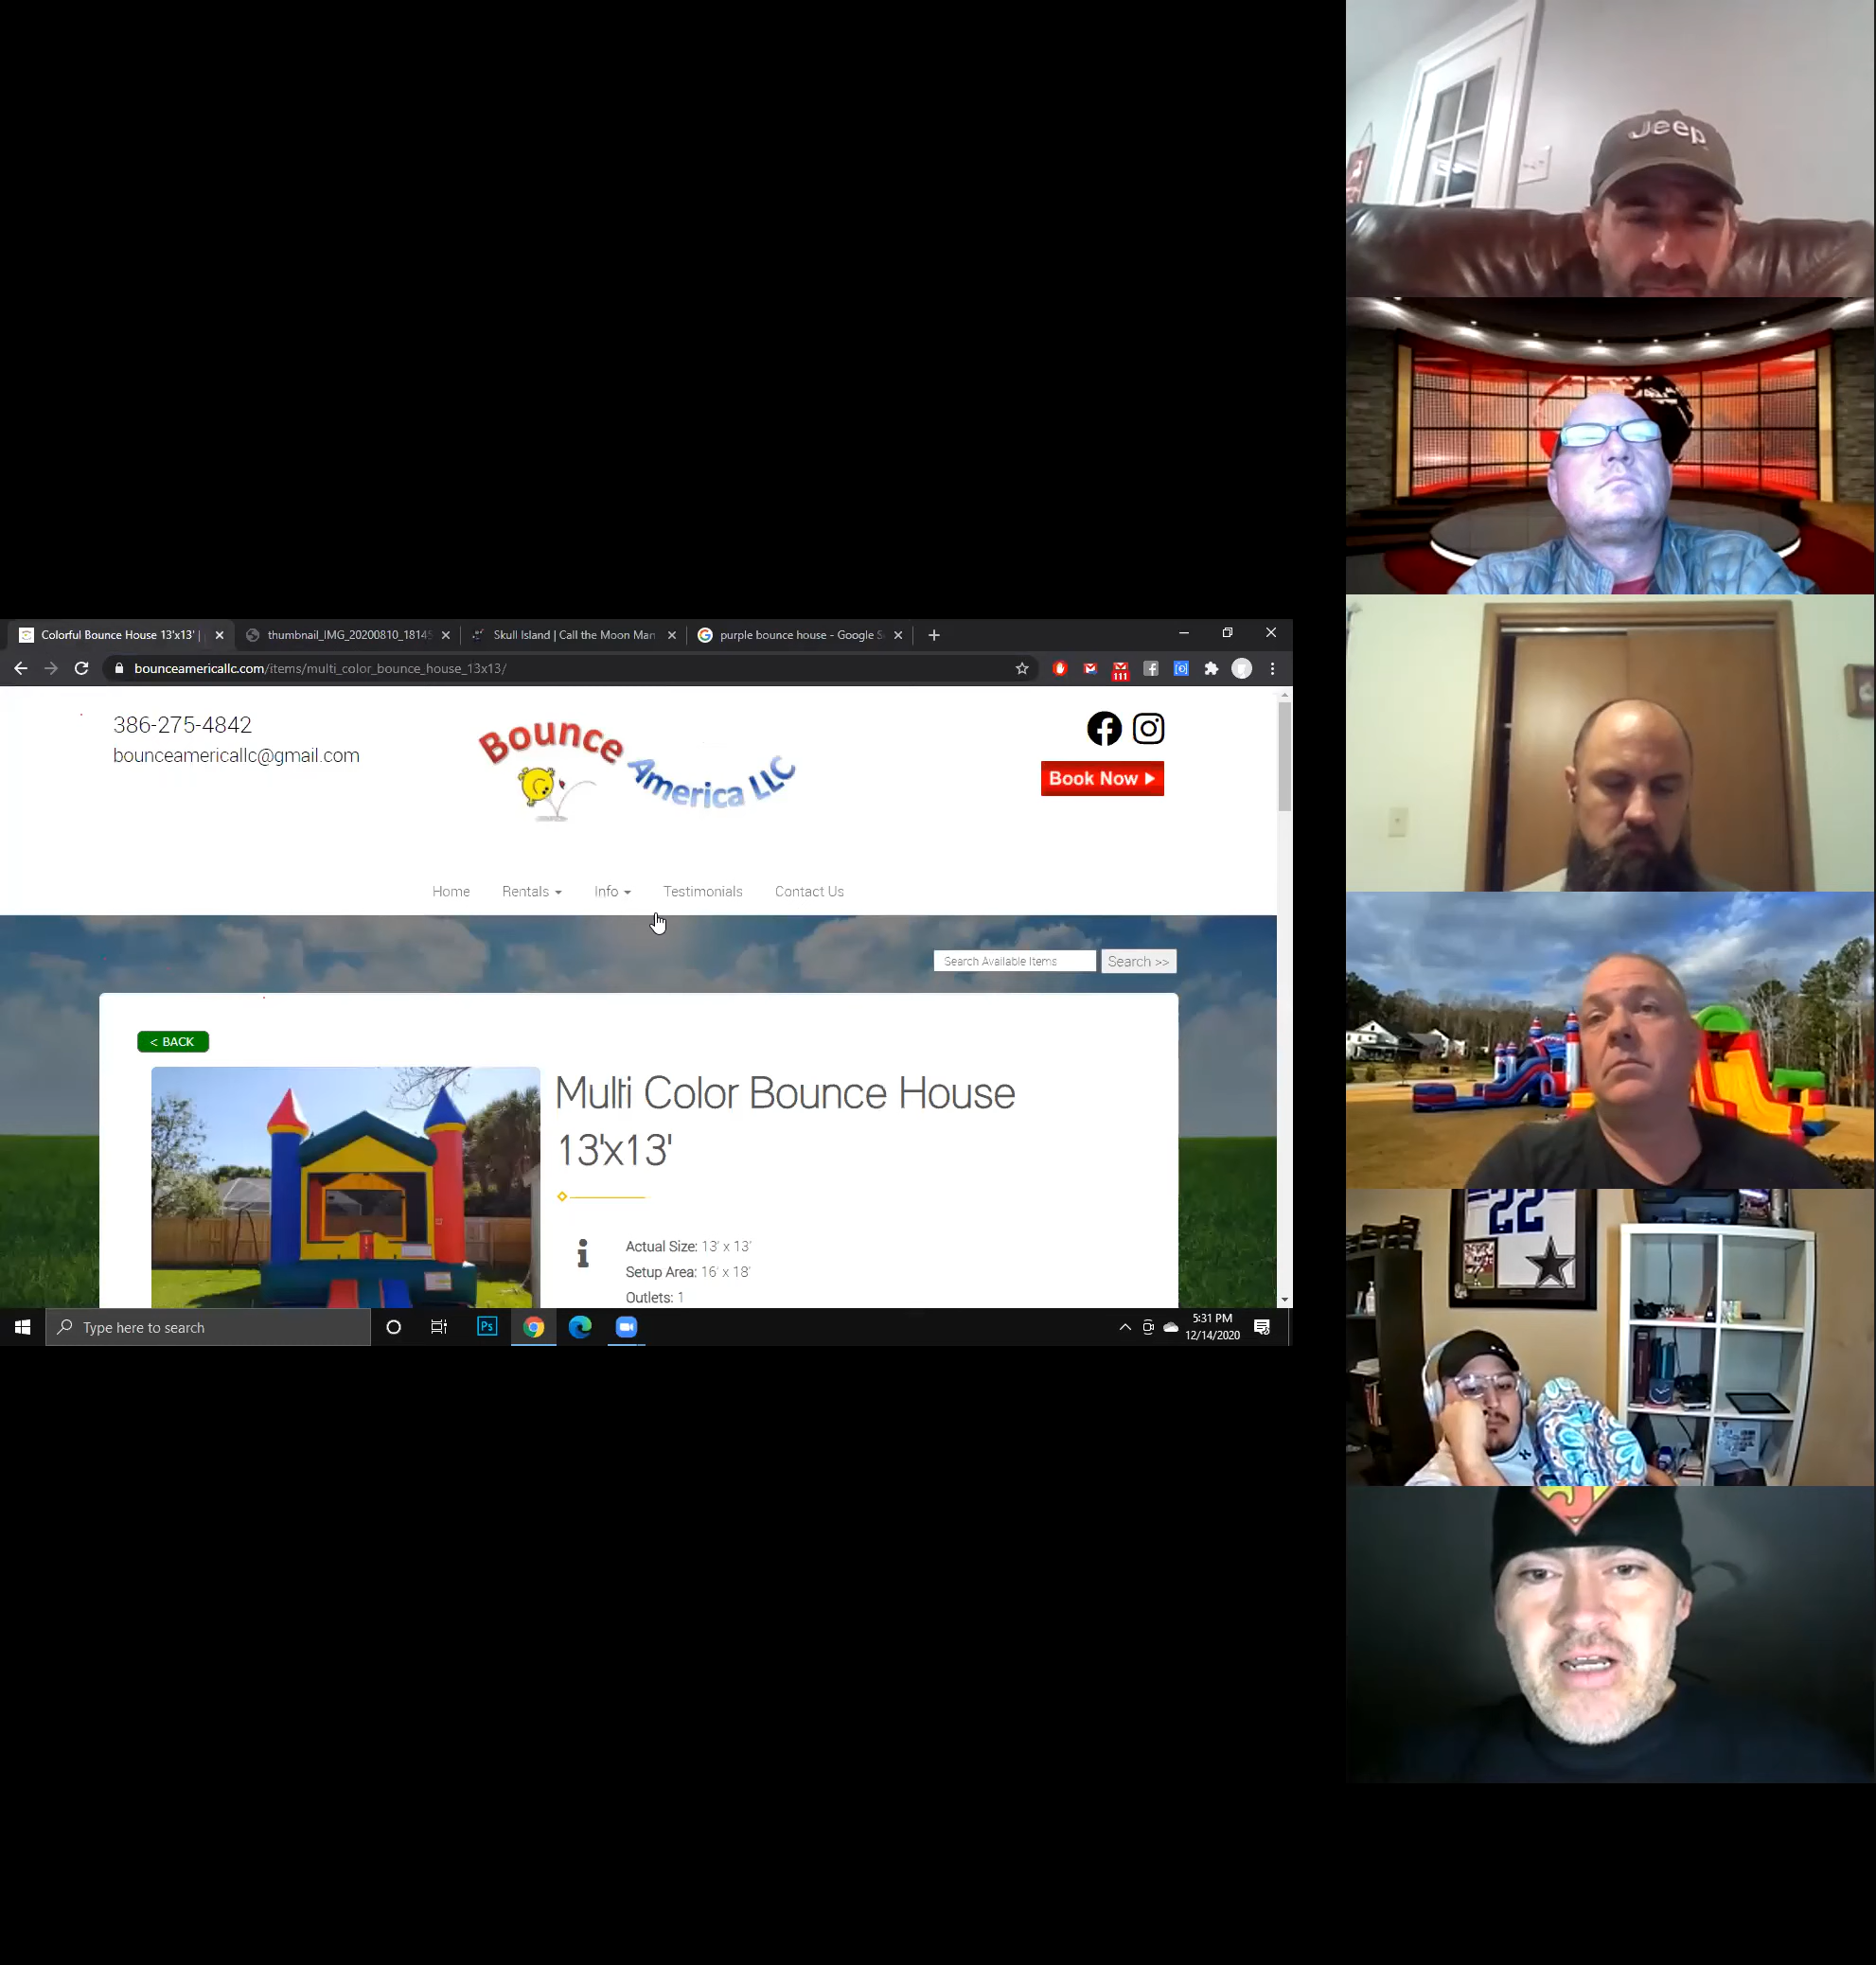 Jeep
Colorful Bounce House 13'x13' |
thumbnail_IMG_20200810_18145
Skull Island | Call the Moon Man
purple bounce house - Google S
bounceamericallc.com/items/multi_color_bounce_house_13x13/
111
386-275-4842
bounceamericallc@gmail.com
Bounce
America LLC
Book Now
Home Rentals Info Testimonials Contact Us
Search Available Items Search >>
< BACK
Multi Color Bounce House
13'x13'
Actual Size: 13' x 13'
Setup Area: 16' x 18'
Outlets: 1
22
Type here to search
Ps
5:31 PM
12/14/2020